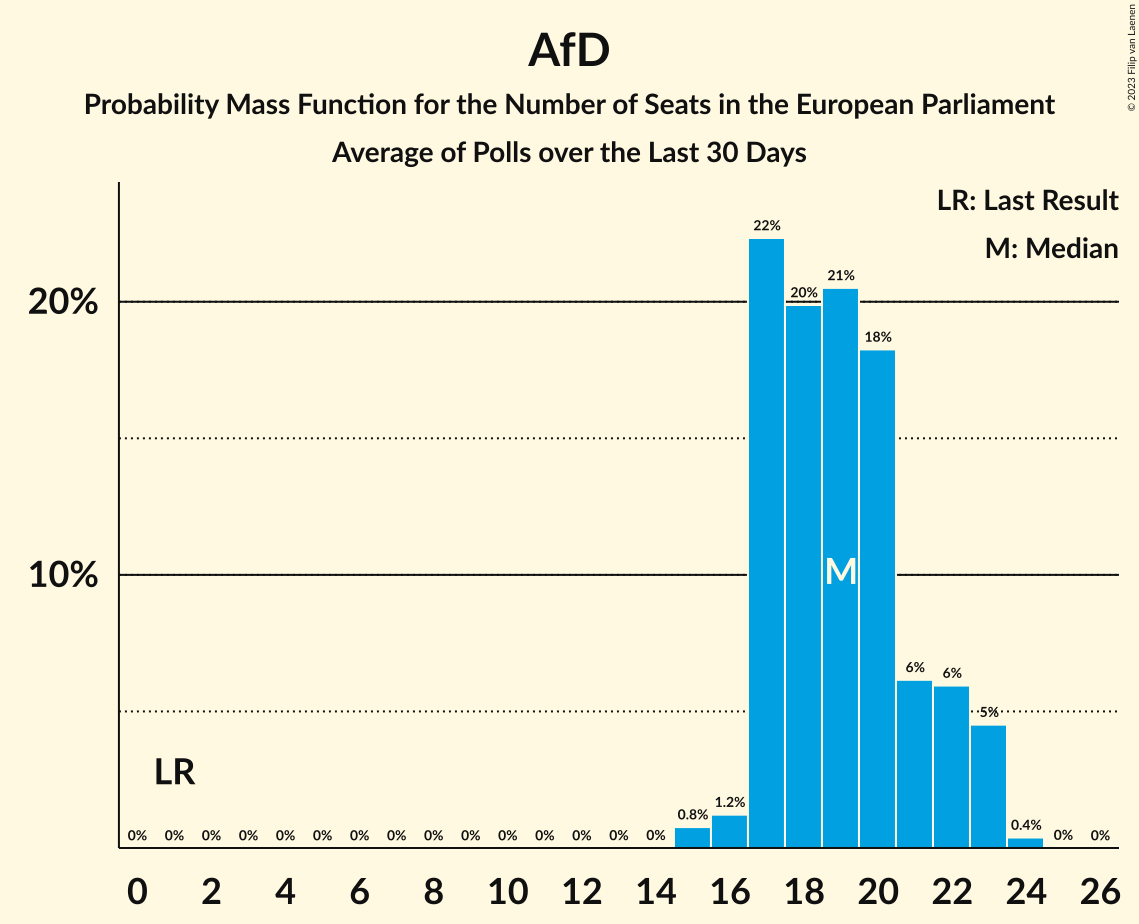 AfD
Probability Mass Function for the Number of Seats in the European Parliament
Average of Polls over the Last 30 Days
© 2023 Filip van Laenen
LR: Last Result
M: Median
22%
21%
20%
20%
18%
10%
M
6%
6%
5%
LR
0% 0% 0% 0% 0% 0% 0% 0% 0% 0% 0% 0% 0% 0% 0% 0.8% 1.2% 0.4% 0% 0%
0 2 4 6 8 10 12 14 16 18 20 22 24 26